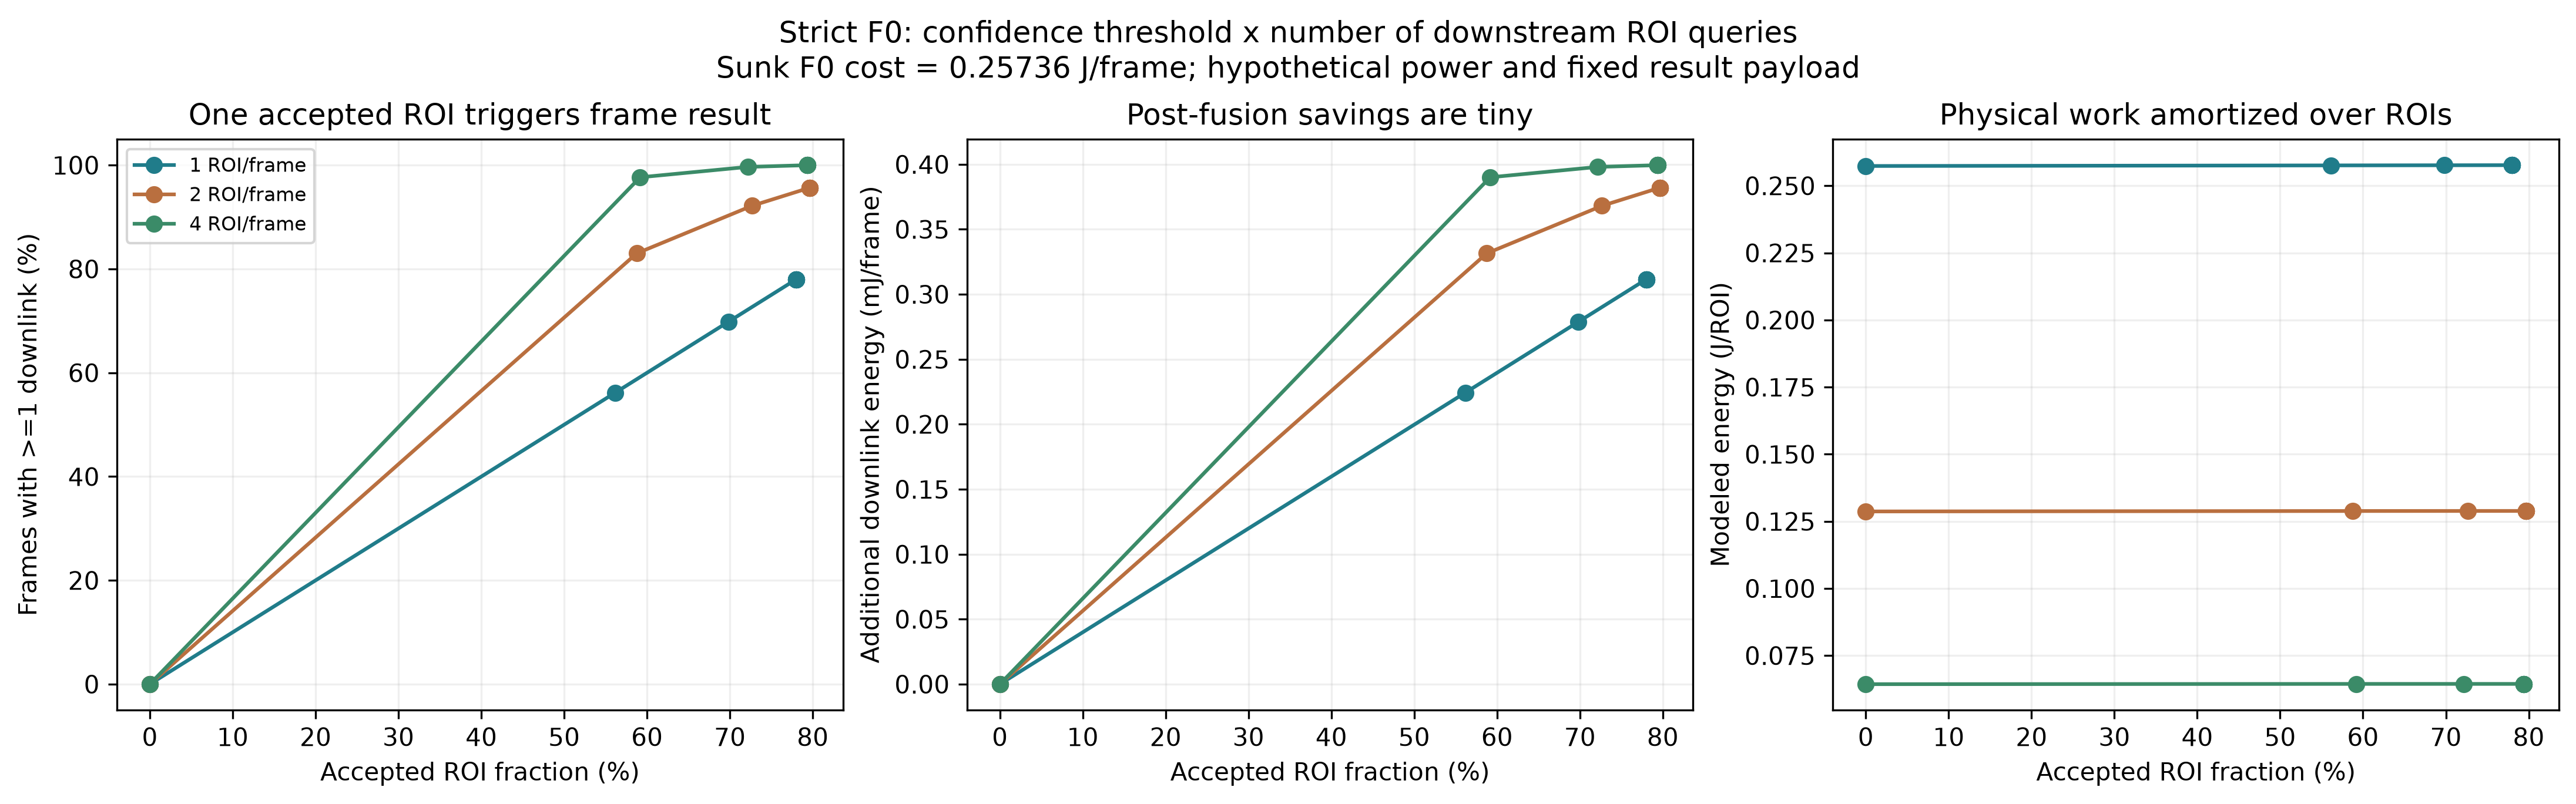 Strict F0: confidence threshold x number of downstream ROI queries
Sunk F0 cost = 0.25736 J/frame; hypothetical power and fixed result payload
One accepted ROI triggers frame result
Frames with >=1 downlink (%)
100
80
60
40
20
0
1 ROI/frame
2 ROI/frame
4 ROI/frame
0 10 20 30 40 50 60 70 80
Accepted ROI fraction (%)
Post-fusion savings are tiny
Additional downlink energy (mJ/frame)
0.40
0.35
0.30
0.25
0.20
0.15
0.10
0.05
0.00
0 10 20 30 40 50 60 70 80
Accepted ROI fraction (%)
Physical work amortized over ROIs
Modeled energy (J/ROI)
0.250
0.225
0.200
0.175
0.150
0.125
0.100
0.075
0 10 20 30 40 50 60 70 80
Accepted ROI fraction (%)